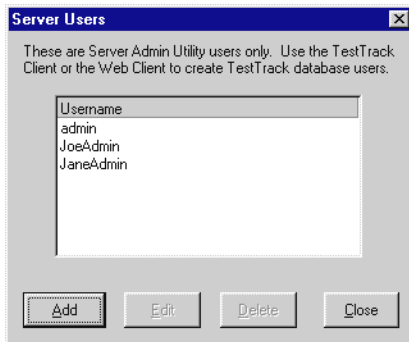 Server Users
These are Server Admin Utility users only. Use the TestTrack
Client or the Web Client to create TestTrack database users.
Username
admin
JoeAdmin
JaneAdmin
Add Edit Delete Close